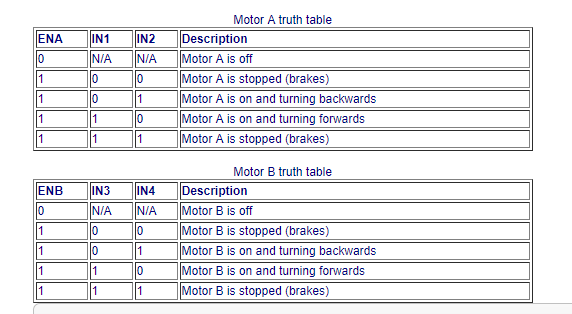 Motor A truth table
ENA IN1 IN2 Description
0 N/A N/A Motor A is off
1 0 0 Motor A is stopped (brakes)
1 0 1 Motor A is on and turning backwards
1 1 0 Motor A is on and turning forwards
1 1 1 Motor A is stopped (brakes)
Motor B truth table
ENB IN3 IN4 Description
0 N/A N/A Motor B is off
1 0 0 Motor B is stopped (brakes)
1 0 1 Motor B is on and turning backwards
1 1 0 Motor B is on and turning forwards
1 1 1 Motor B is stopped (brakes)